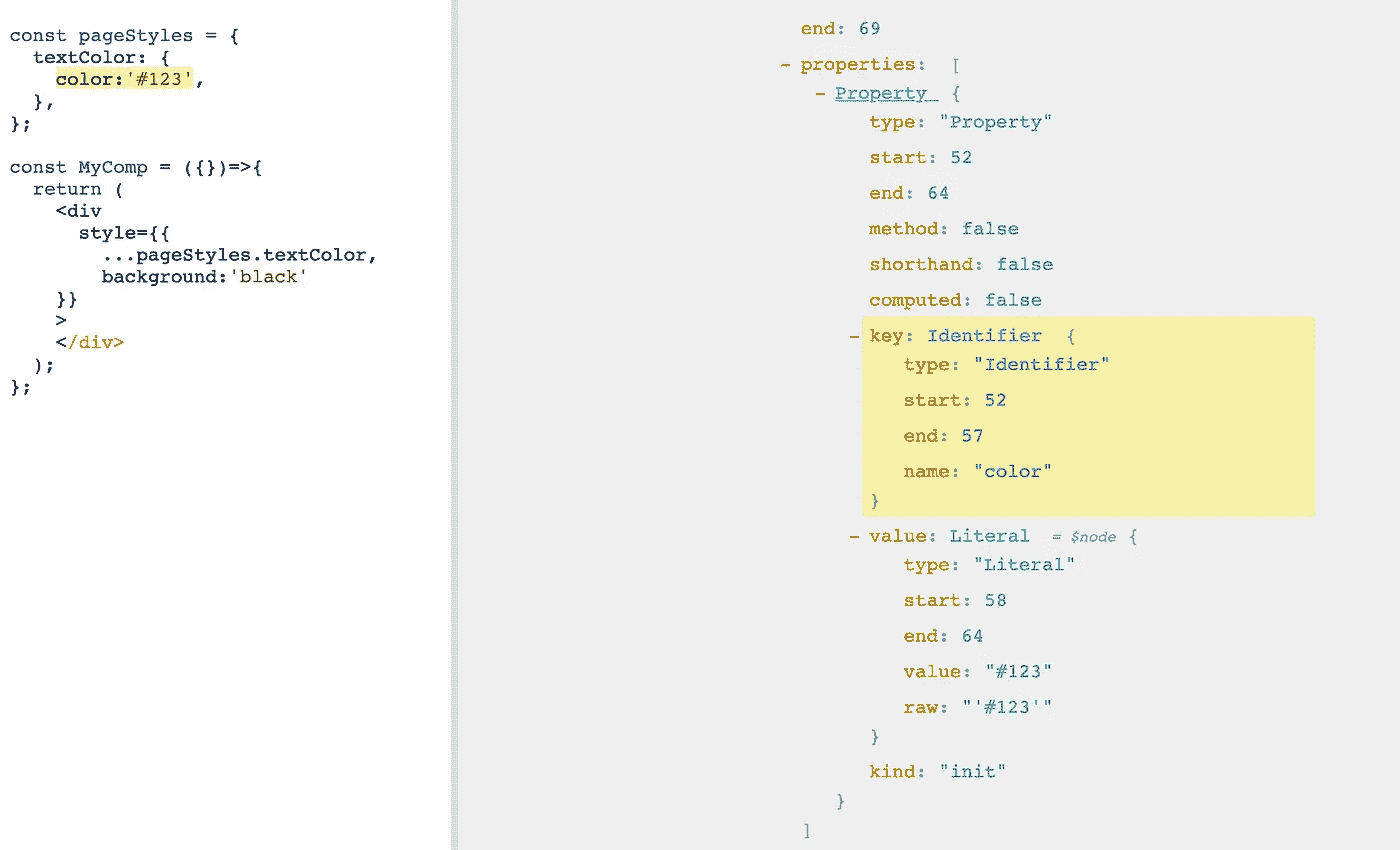 const pageStyles = {
  textColor: {
    color:'#123',
  },
};

const MyComp = ({})=>{
  return (
    <div
      style={{
        ...pageStyles.textColor,
        background:'black'
    }}
    >
    </div>
  );
};
end: 69
- properties: [
- Property {
type: "Property"
start: 52
end: 64
method: false
shorthand: false
computed: false
- key: Identifier {
type: "Identifier"
start: 52
end: 57
name: "color"
}
- value: Literal = $node {
type: "Literal"
start: 58
end: 64
value: "#123"
raw: "'#123'"
}
kind: "init"
}
]